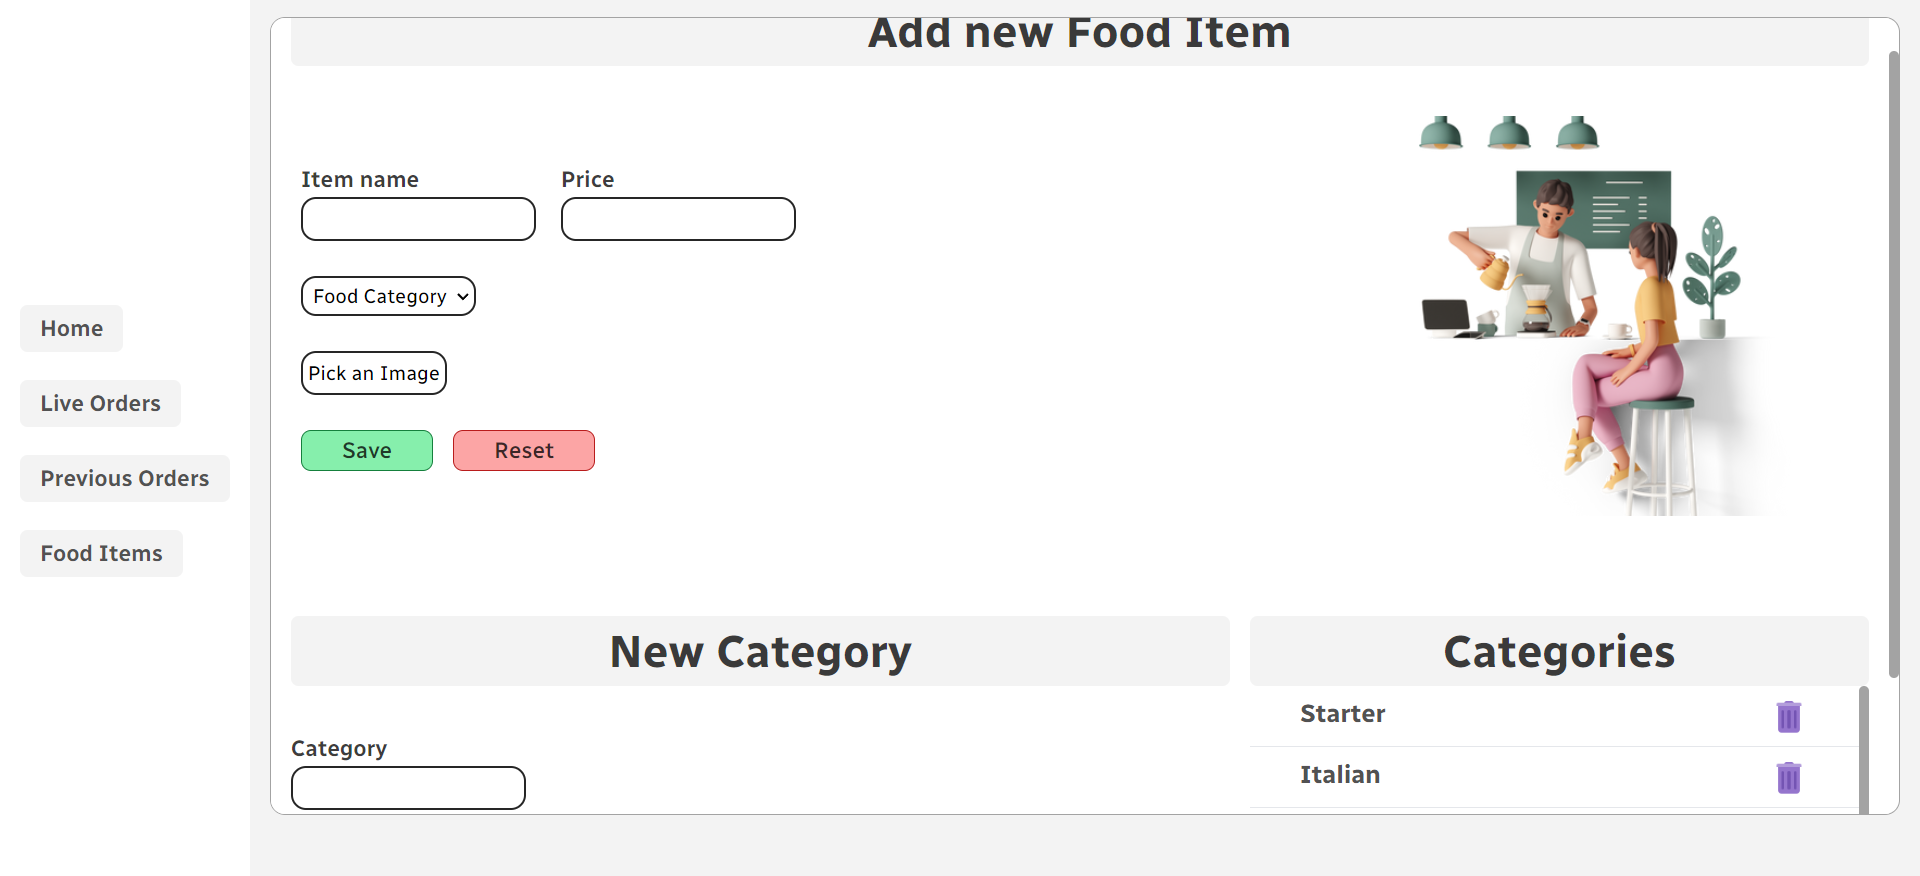 Add new Food Item
Item name
Price
Food Category
Pick an Image
Save
Reset
Home
Live Orders
Previous Orders
Food Items
New Category
Category
Categories
Starter
Italian